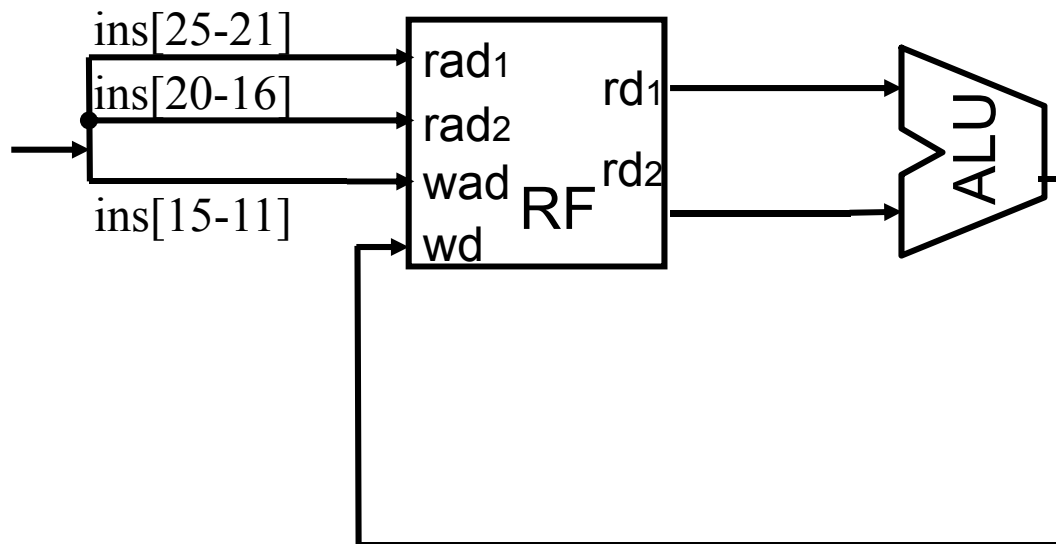 ins[25-21]
ins[20-16]
ins[15-11]
rad1
rad2
wad
wd
rd1
rd2
RF
ALU